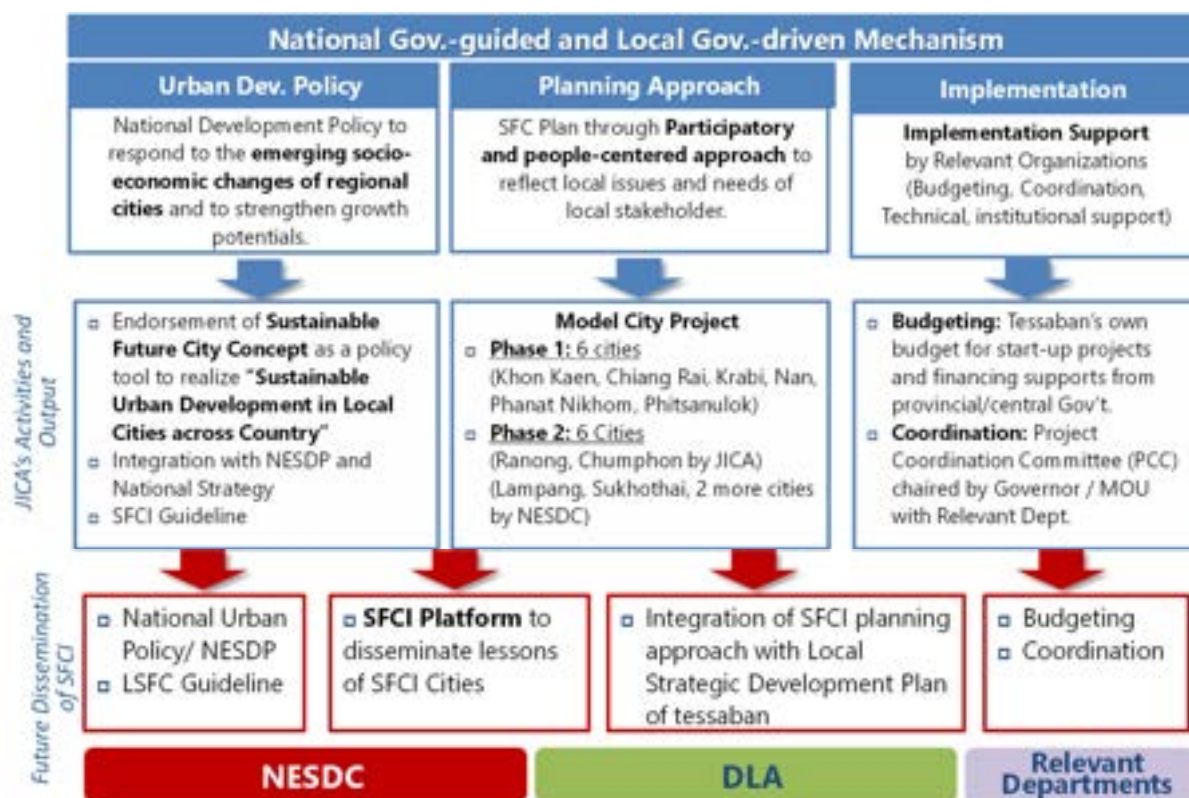 National Gov.-guided and Local Gov.-driven Mechanism
Urban Dev. Policy
National Development Policy to
respond to the emerging socio-
economic changes of regional
cities and to strengthen growth
potentials.
Planning Approach
SFC Plan through Participatory
and people-centered approach to
reflect local issues and needs of
local stakeholder.
Implementation
Implementation Support
by Relevant Organizations
(Budgeting, Coordination,
Technical, institutional support)
JICA's Activities and
Output
Endorsement of Sustainable
Future City Concept as a policy
tool to realize "Sustainable
Urban Development in Local
Cities across Country"
Integration with NESDP and
National Strategy
SFCI Guideline
Model City Project
Phase 1: 6 cities
(Khon Kaen, Chiang Rai, Krabi, Nan,
Phanat Nikhom, Phitsanulok)
Phase 2: 6 Cities
(Ranong, Chumphon by JICA)
(Lampang, Sukhothai, 2 more cities
by NESDC)
Budgeting: Tessaban's own
budget for start-up projects
and financing supports from
provincial/central Gov't.
Coordination: Project
Coordination Committee (PCC)
chaired by Governor / MOU
with Relevant Dept.
Future Dissemination
of SFCI
National Urban
Policy/ NESDP
LSFC Guideline
SFCI Platform to
disseminate lessons
of SFCI Cities
Integration of SFCI planning
approach with Local
Strategic Development Plan
of tessaban
Budgeting
Coordination
NESDC
DLA
Relevant
Departments